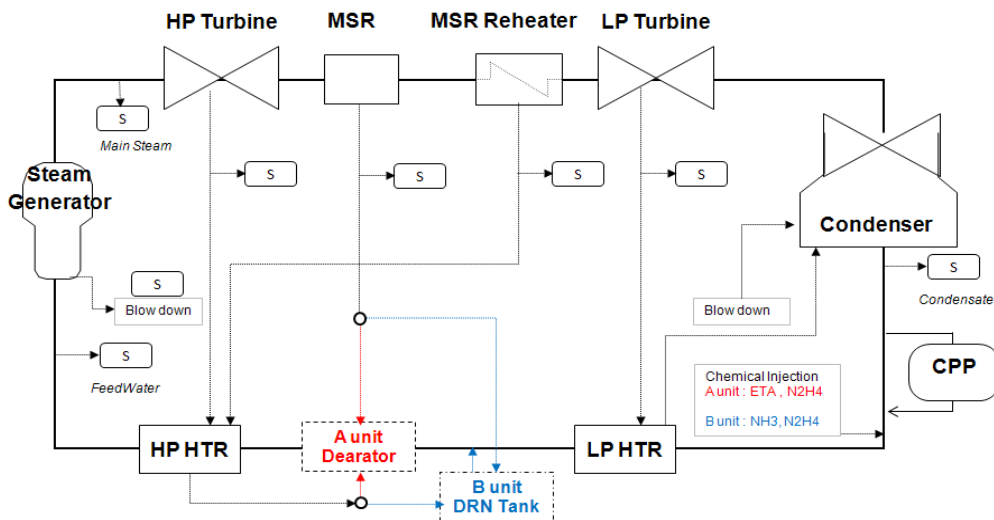 HP Turbine
MSR
MSR Reheater
LP Turbine
S
Main Steam
S
S
S
S
Steam
Generator
Condenser
S
Blow down
Blow down
S
Condensate
S
FeedWater
CPP
Chemical Injection
A unit : ETA , N2H4
B unit : NH3, N2H4
HP HTR
A unit
Dearator
LP HTR
B unit
DRN Tank